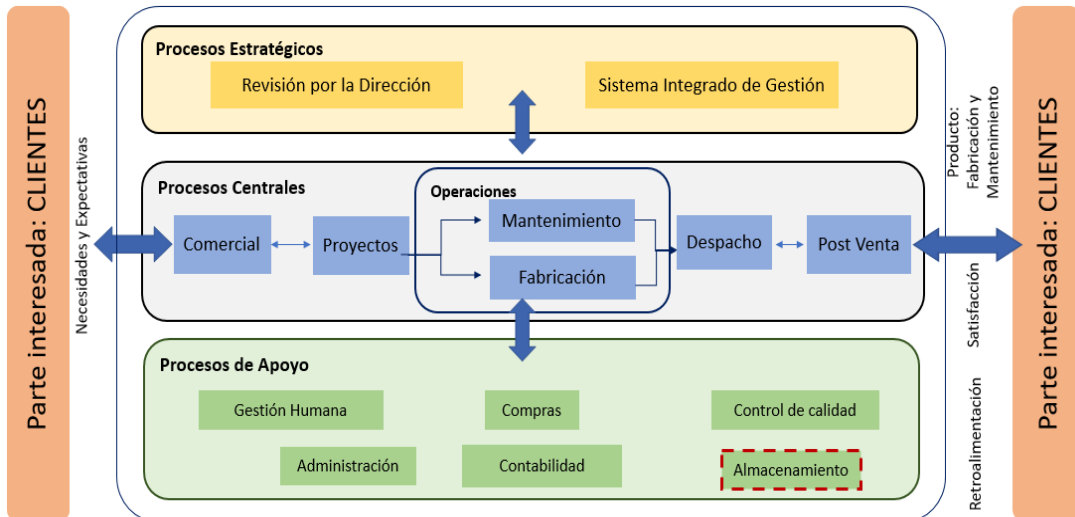 Parte interesada: CLIENTES
Necesidades y Expectativas
Procesos Estratégicos
Revisión por la Dirección
Sistema Integrado de Gestión
Procesos Centrales
Operaciones
Comercial
Proyectos
Mantenimiento
Fabricación
Despacho
Post Venta
Procesos de Apoyo
Gestión Humana
Compras
Control de calidad
Administración
Contabilidad
Almacenamiento
Producto:
Fabricación y
Mantenimiento
Satisfacción
Retroalimentación
Parte interesada: CLIENTES